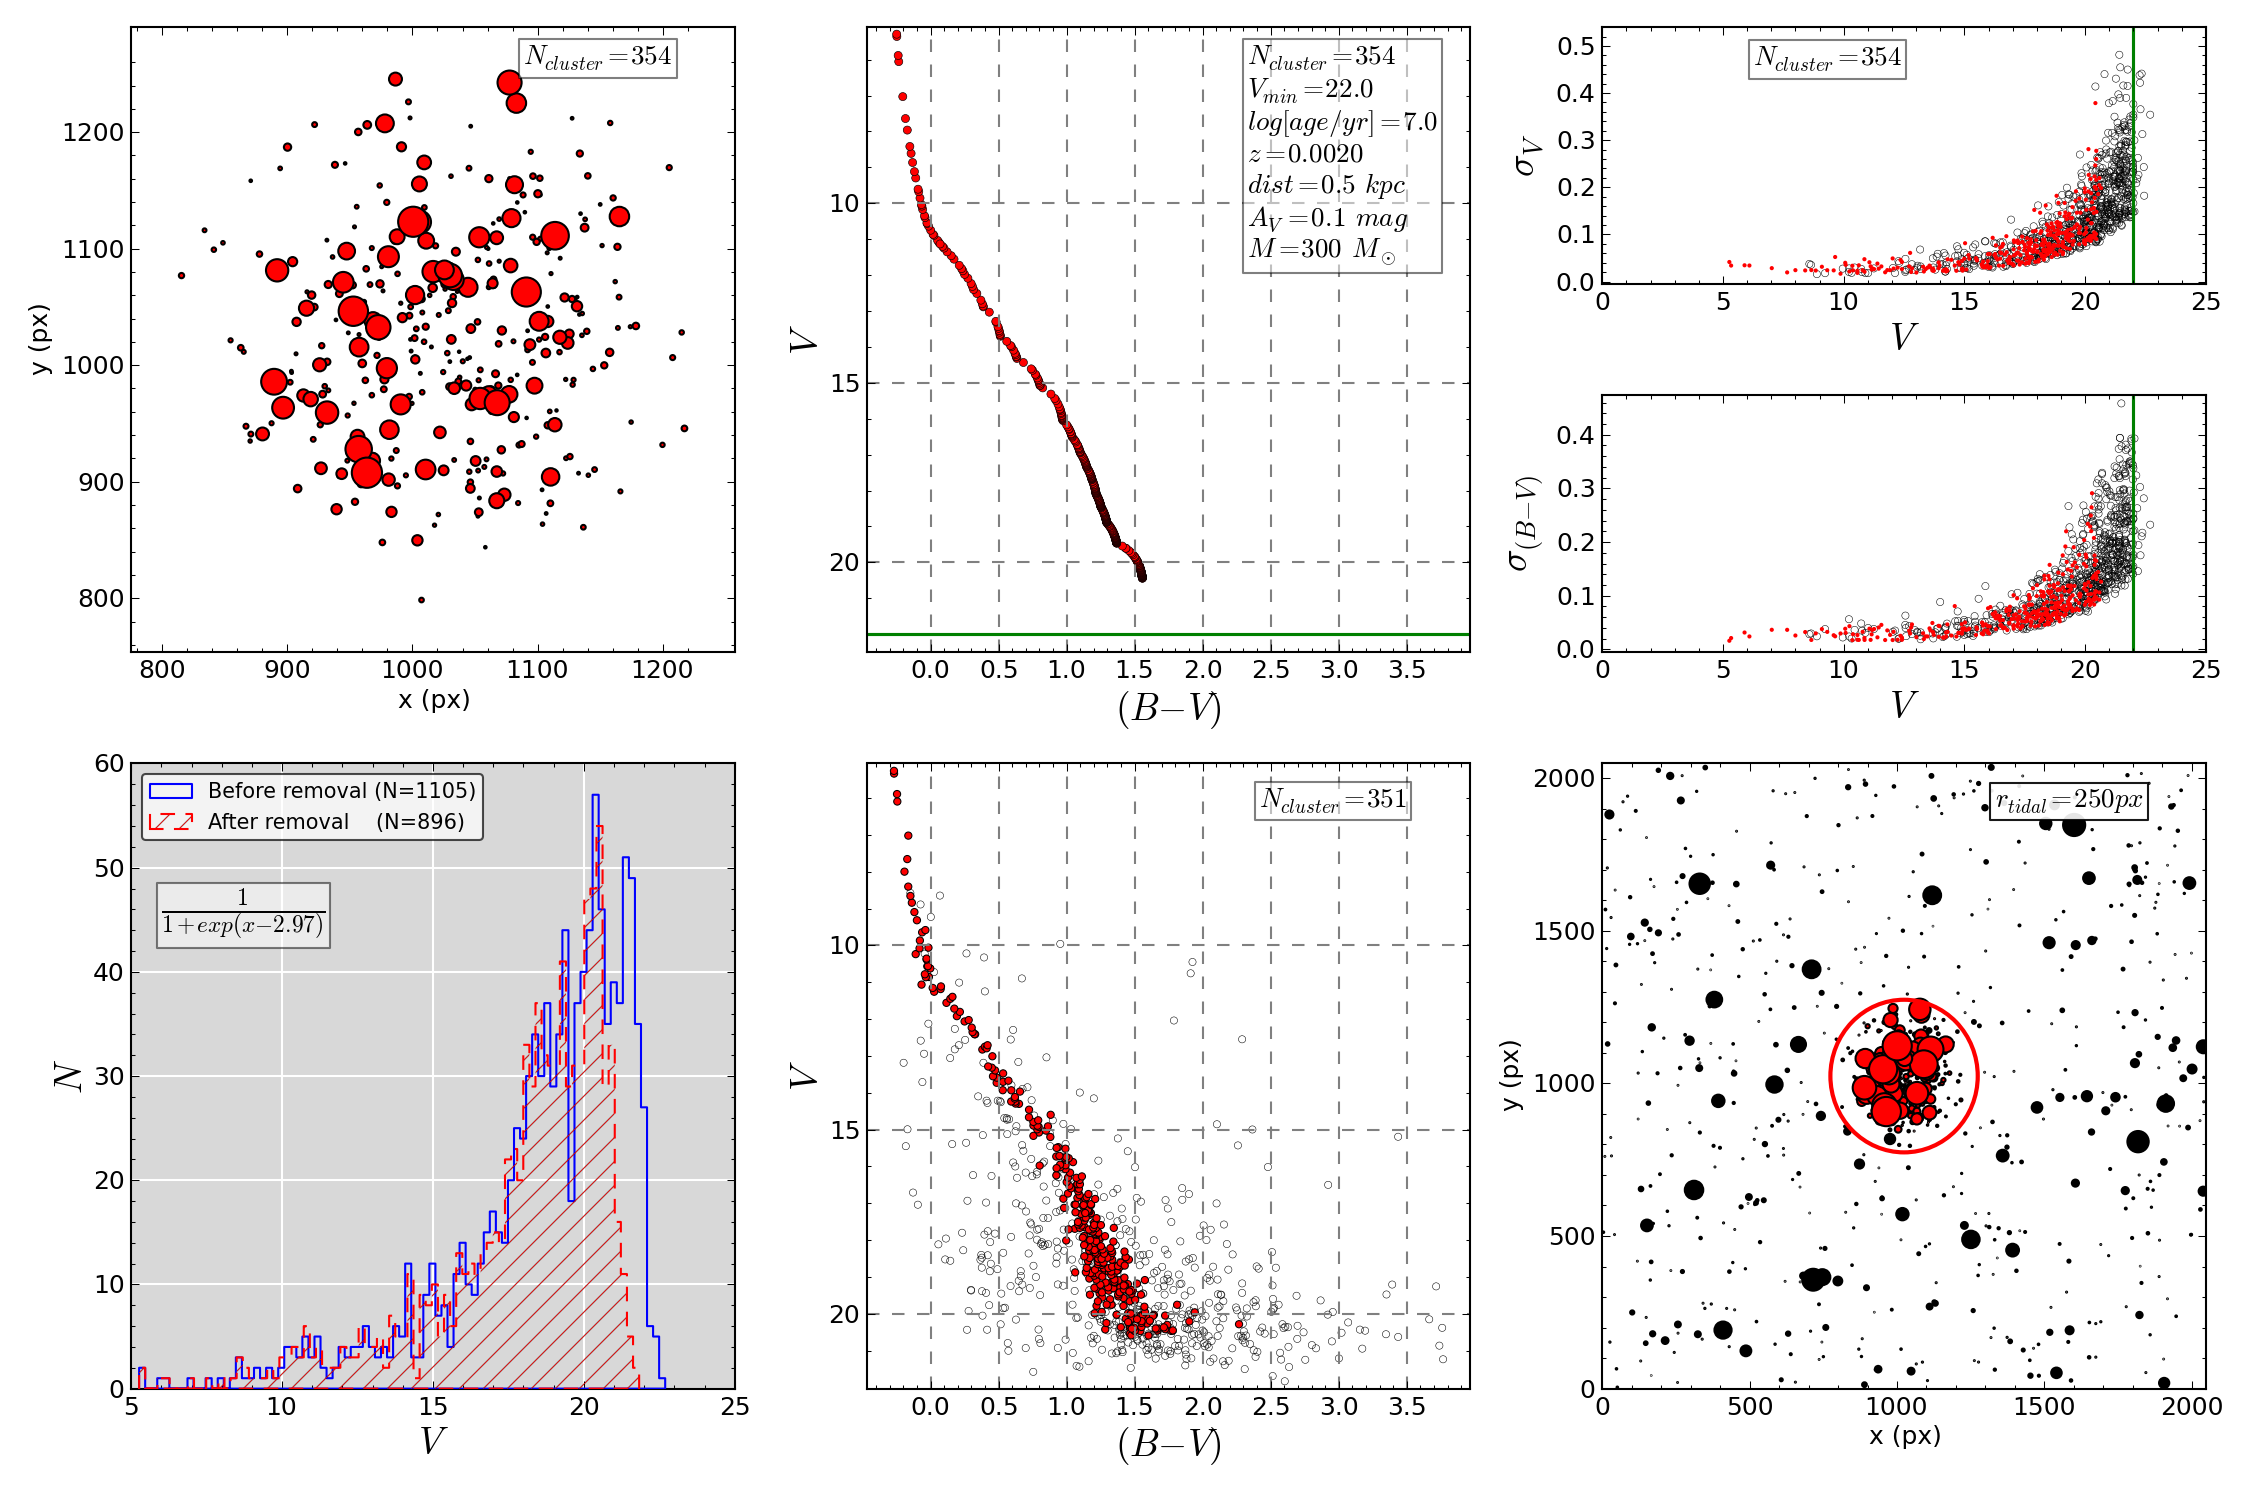 N_cluster=354
1200
1100
1000
900
800
y (px)
800 900 1000 1100 1200
x (px)
N_cluster=354
V_min=22.0
log[age/yr]=7.0
z=0.0020
dist=0.5 kpc
A_V=0.1 mag
M=300 M_⊙
10
15
20
V
0.0 0.5 1.0 1.5 2.0 2.5 3.0 3.5
(B−V)
N_cluster=354
0.5
0.4
0.3
0.2
0.1
0.0
σ_V
0 5 10 15 20 25
V
0.4
0.3
0.2
0.1
0.0
σ_(B−V)
0 5 10 15 20 25
V
60
50
40
30
20
10
0
N
Before removal (N=1105)
After removal (N=896)
1
1+exp(x−2.97)
5 10 15 20 25
V
N_cluster=351
10
15
20
V
0.0 0.5 1.0 1.5 2.0 2.5 3.0 3.5
(B−V)
r_tidal=250px
2000
1500
1000
500
0
y (px)
0 500 1000 1500 2000
x (px)